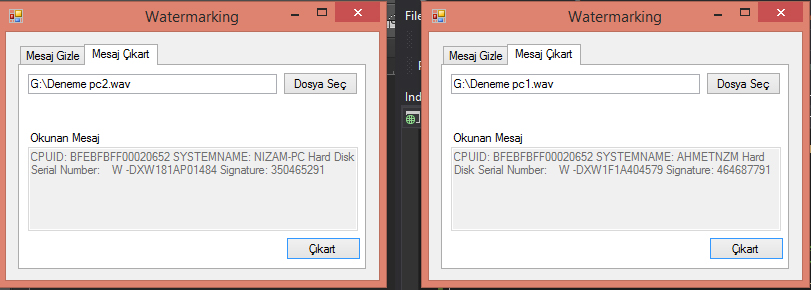 Watermarking
Mesaj Gizle Mesaj Çıkart
G:\Deneme pc2.wav Dosya Seç
Okunan Mesaj
CPUID: BFEBFBFF00020652 SYSTEMNAME: NIZAM-PC Hard Disk
Serial Number: W -DXW181AP01484 Signature: 350465291
Çıkart
File
Ind
Watermarking
Mesaj Gizle Mesaj Çıkart
G:\Deneme pc1.wav Dosya Seç
Okunan Mesaj
CPUID: BFEBFBFF00020652 SYSTEMNAME: AHMETNZM Hard
Disk Serial Number: W -DXW1F1A404579 Signature: 464687791
Çıkart